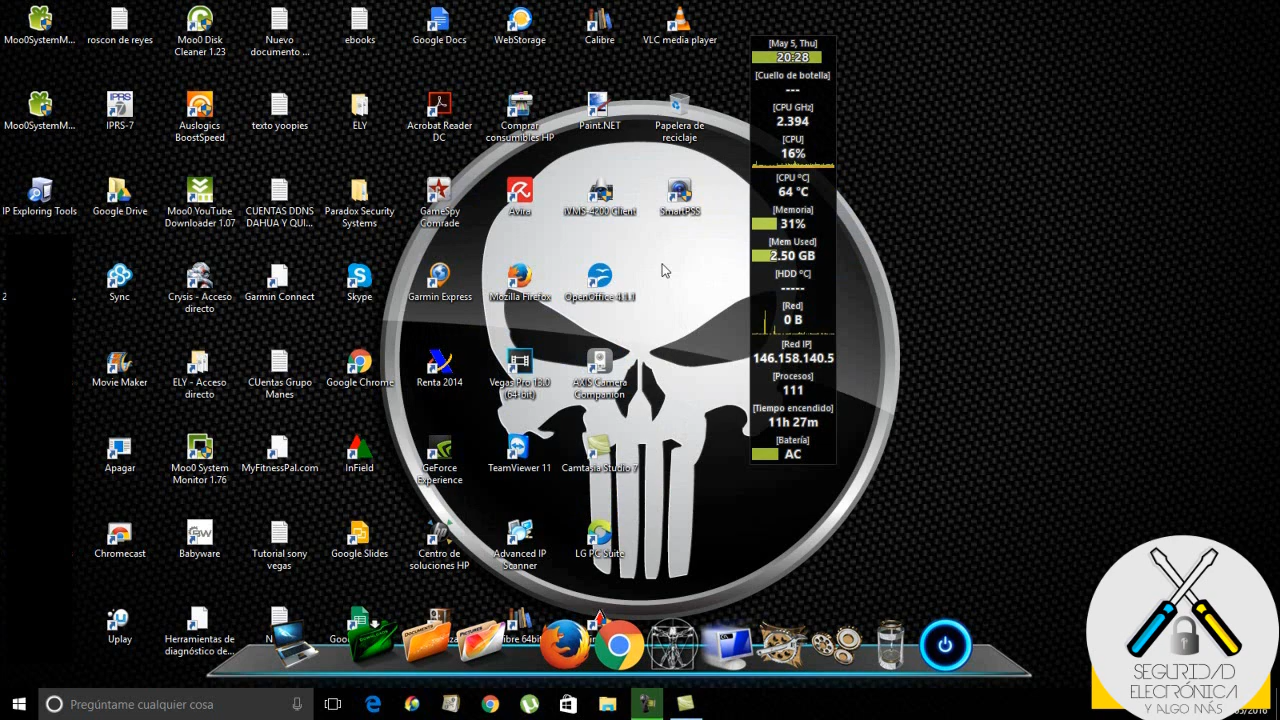 Moo0SystemM...
roscon de reyes
Moo0 Disk
Cleaner 1.23
Nuevo
documento ...
ebooks
Google Docs
WebStorage
Calibre
VLC media player
Moo0SystemM...
IPRS-7
Auslogics
BoostSpeed
texto yoopies
ELY
Acrobat Reader
DC
Comprar
consumibles HP
Paint.NET
Papelera de
reciclaje
IP Exploring Tools
Google Drive
Moo0 YouTube
Downloader 1.07
CUENTAS DDNS
DAHUA Y QUI...
Paradox Security
Systems
GameSpy
Comrade
Avira
iVMS-4200 Client
SmartPSS
Sync
Crysis - Acceso
directo
Garmin Connect
Skype
Garmin Express
Mozilla Firefox
OpenOffice 4.1.1
Movie Maker
ELY - Acceso
directo
CUentas Grupo
Manes
Google Chrome
Renta 2014
Vegas Pro 13.0
(64-bit)
AXIS Camera
Companion
Apagar
Moo0 System
Monitor 1.76
MyFitnessPal.com
InField
GeForce
Experience
TeamViewer 11
Camtasia Studio 7
Chromecast
Babyware
Tutorial sony
vegas
Google Slides
Centro de
soluciones HP
Advanced IP
Scanner
LG PC Suite
Uplay
Herramientas de
diagnóstico de...
[May 5, Thu]
20:28
[Cuello de botella]
---
[CPU GHz]
2.394
[CPU]
16%
[CPU ºC]
64 °C
[Memoria]
31%
[Mem Used]
2.50 GB
[HDD ºC]
-----
[Red]
0 B
[Red IP]
146.158.140.5
[Procesos]
111
[Tiempo encendido]
11h 27m
[Batería]
AC
Pregúntame cualquier cosa
SEGURIDAD
ELECRÓNICA
Y ALGO MÁS